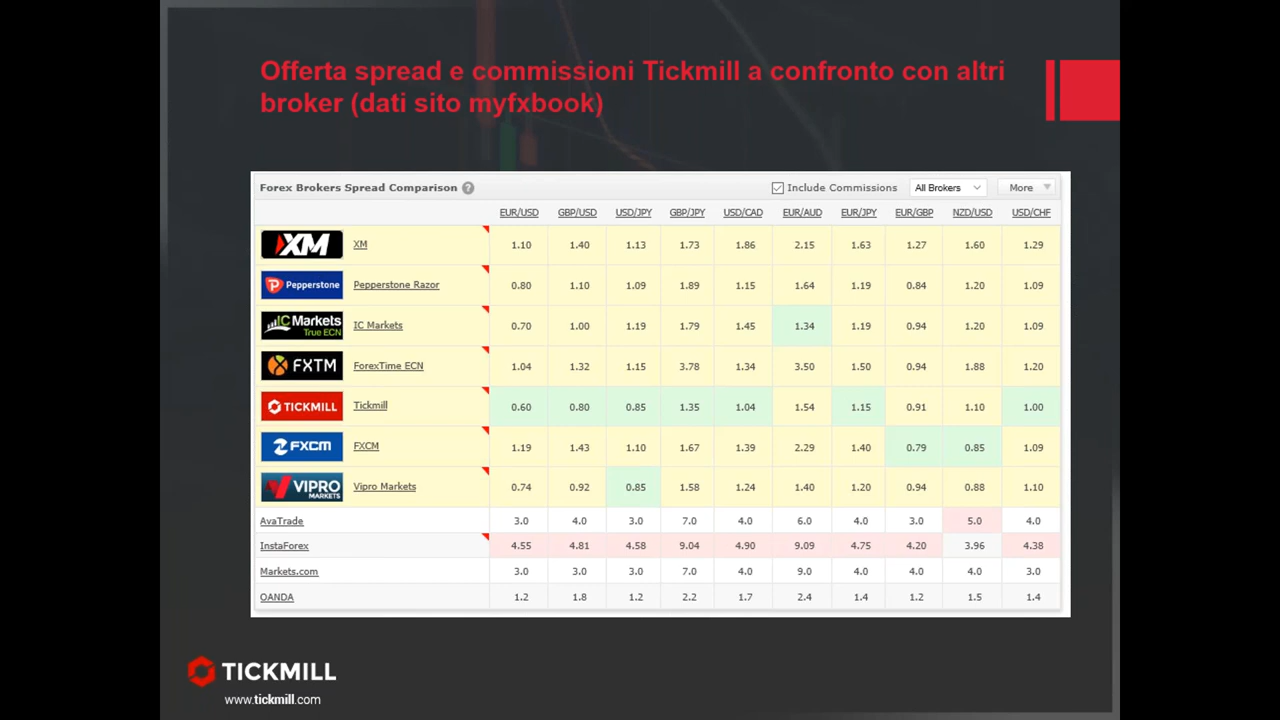 Offerta spread e commissioni Tickmill a confronto con altri
broker (dati sito myfxbook)
Forex Brokers Spread Comparison ? Include Commissions All Brokers More
EUR/USD GBP/USD USD/JPY GBP/JPY USD/CAD EUR/AUD EUR/JPY EUR/GBP NZD/USD USD/CHF
XM XM 1.10 1.40 1.13 1.73 1.86 2.15 1.63 1.27 1.60 1.29
Pepperstone Pepperstone Razor 0.80 1.10 1.09 1.89 1.15 1.64 1.19 0.84 1.20 1.09
IC Markets True ECN IC Markets 0.70 1.00 1.19 1.79 1.45 1.34 1.19 0.94 1.20 1.09
FXTM ForexTime ECN 1.04 1.32 1.15 3.78 1.34 3.50 1.50 0.94 1.88 1.20
TICKMILL Tickmill 0.60 0.80 0.85 1.35 1.04 1.54 1.15 0.91 1.10 1.00
FXCM FXCM 1.19 1.43 1.10 1.67 1.39 2.29 1.40 0.79 0.85 1.09
VIPRO MARKETS Vipro Markets 0.74 0.92 0.85 1.58 1.24 1.40 1.20 0.94 0.88 1.10
AvaTrade 3.0 4.0 3.0 7.0 4.0 6.0 4.0 3.0 5.0 4.0
InstaForex 4.55 4.81 4.58 9.04 4.90 9.09 4.75 4.20 3.96 4.38
Markets.com 3.0 3.0 3.0 7.0 4.0 9.0 4.0 4.0 4.0 3.0
OANDA 1.2 1.8 1.2 2.2 1.7 2.4 1.4 1.2 1.5 1.4
TICKMILL
www.tickmill.com